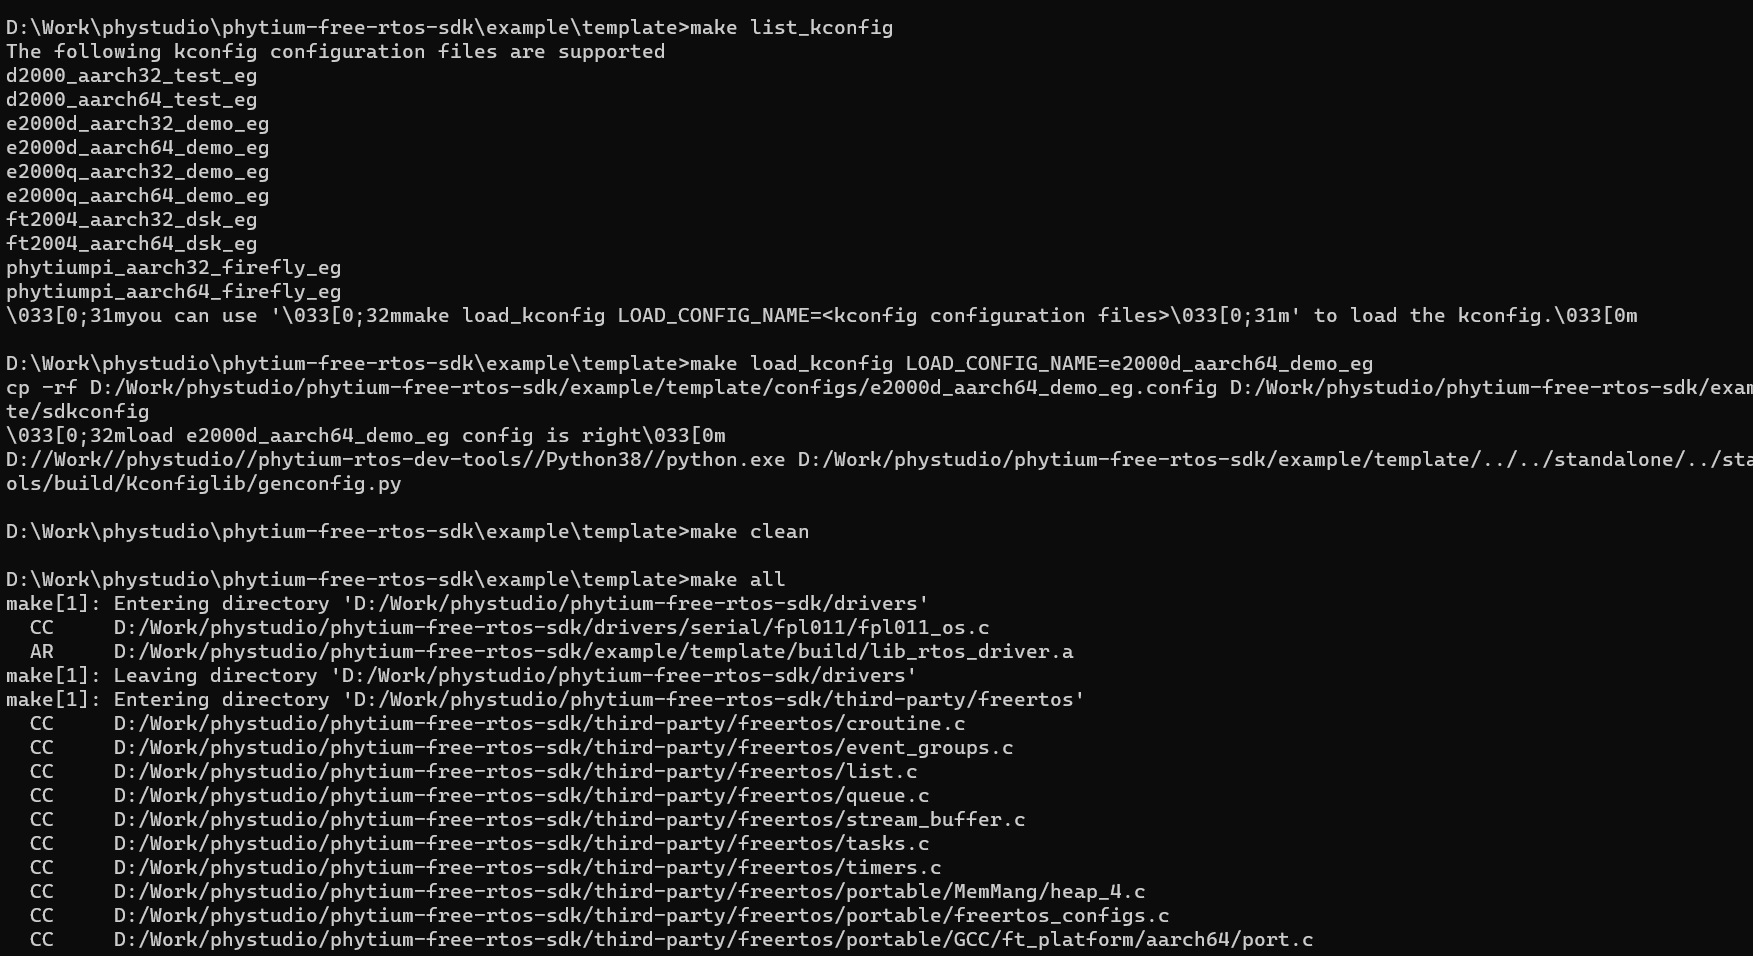 D:\Work\phystudio\phytium-free-rtos-sdk\example\template>make list_kconfig
The following kconfig configuration files are supported
d2000_aarch32_test_eg
d2000_aarch64_test_eg
e2000d_aarch32_demo_eg
e2000d_aarch64_demo_eg
e2000q_aarch32_demo_eg
e2000q_aarch64_demo_eg
ft2004_aarch32_dsk_eg
ft2004_aarch64_dsk_eg
phytiumpi_aarch32_firefly_eg
phytiumpi_aarch64_firefly_eg
\033[0;31myou can use '\033[0;32mmake load_kconfig LOAD_CONFIG_NAME=<kconfig configuration files>\033[0;31m' to load the kconfig.\033[0m
D:\Work\phystudio\phytium-free-rtos-sdk\example\template>make load_kconfig LOAD_CONFIG_NAME=e2000d_aarch64_demo_eg
cp -rf D:/Work/phystudio/phytium-free-rtos-sdk/example/template/configs/e2000d_aarch64_demo_eg.config D:/Work/phystudio/phytium-free-rtos-sdk/exam
te/sdkconfig
\033[0;32mload e2000d_aarch64_demo_eg config is right\033[0m
D://Work//phystudio//phytium-rtos-dev-tools//Python38//python.exe D:/Work/phystudio/phytium-free-rtos-sdk/example/template/../../standalone/../sta
ols/build/Kconfiglib/genconfig.py
D:\Work\phystudio\phytium-free-rtos-sdk\example\template>make clean
D:\Work\phystudio\phytium-free-rtos-sdk\example\template>make all
make[1]: Entering directory 'D:/Work/phystudio/phytium-free-rtos-sdk/drivers'
  CC     D:/Work/phystudio/phytium-free-rtos-sdk/drivers/serial/fpl011/fpl011_os.c
  AR     D:/Work/phystudio/phytium-free-rtos-sdk/example/template/build/lib_rtos_driver.a
make[1]: Leaving directory 'D:/Work/phystudio/phytium-free-rtos-sdk/drivers'
make[1]: Entering directory 'D:/Work/phystudio/phytium-free-rtos-sdk/third-party/freertos'
  CC     D:/Work/phystudio/phytium-free-rtos-sdk/third-party/freertos/croutine.c
  CC     D:/Work/phystudio/phytium-free-rtos-sdk/third-party/freertos/event_groups.c
  CC     D:/Work/phystudio/phytium-free-rtos-sdk/third-party/freertos/list.c
  CC     D:/Work/phystudio/phytium-free-rtos-sdk/third-party/freertos/queue.c
  CC     D:/Work/phystudio/phytium-free-rtos-sdk/third-party/freertos/stream_buffer.c
  CC     D:/Work/phystudio/phytium-free-rtos-sdk/third-party/freertos/tasks.c
  CC     D:/Work/phystudio/phytium-free-rtos-sdk/third-party/freertos/timers.c
  CC     D:/Work/phystudio/phytium-free-rtos-sdk/third-party/freertos/portable/MemMang/heap_4.c
  CC     D:/Work/phystudio/phytium-free-rtos-sdk/third-party/freertos/portable/freertos_configs.c
  CC     D:/Work/phystudio/phytium-free-rtos-sdk/third-party/freertos/portable/GCC/ft_platform/aarch64/port.c